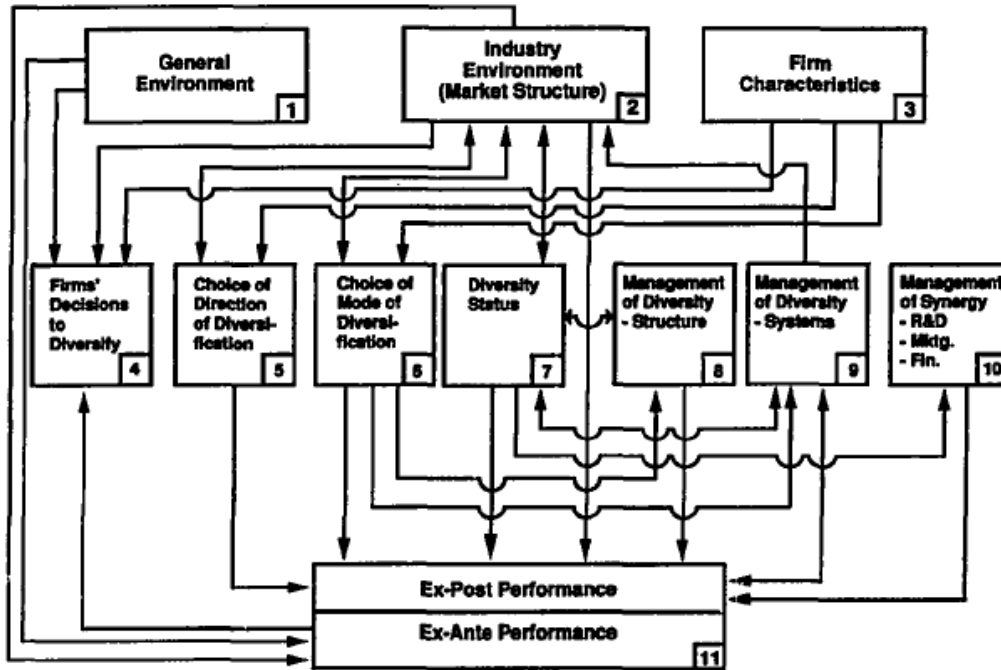 General
Environment
1
Industry
Environment
(Market Structure)
2
Firm
Characteristics
3
Firms'
Decisions
to
Diversify
4
Choice of
Direction
of Diversi-
fication
5
Choice of
Mode of
Diversifi-
cation
6
Diversity
Status
7
Management
of Diversity
- Structure
8
Management
of Diversity
- Systems
9
Management
of Synergy
- R&D
- Mktg.
- Fin.
10
Ex-Post Performance
Ex-Ante Performance
11